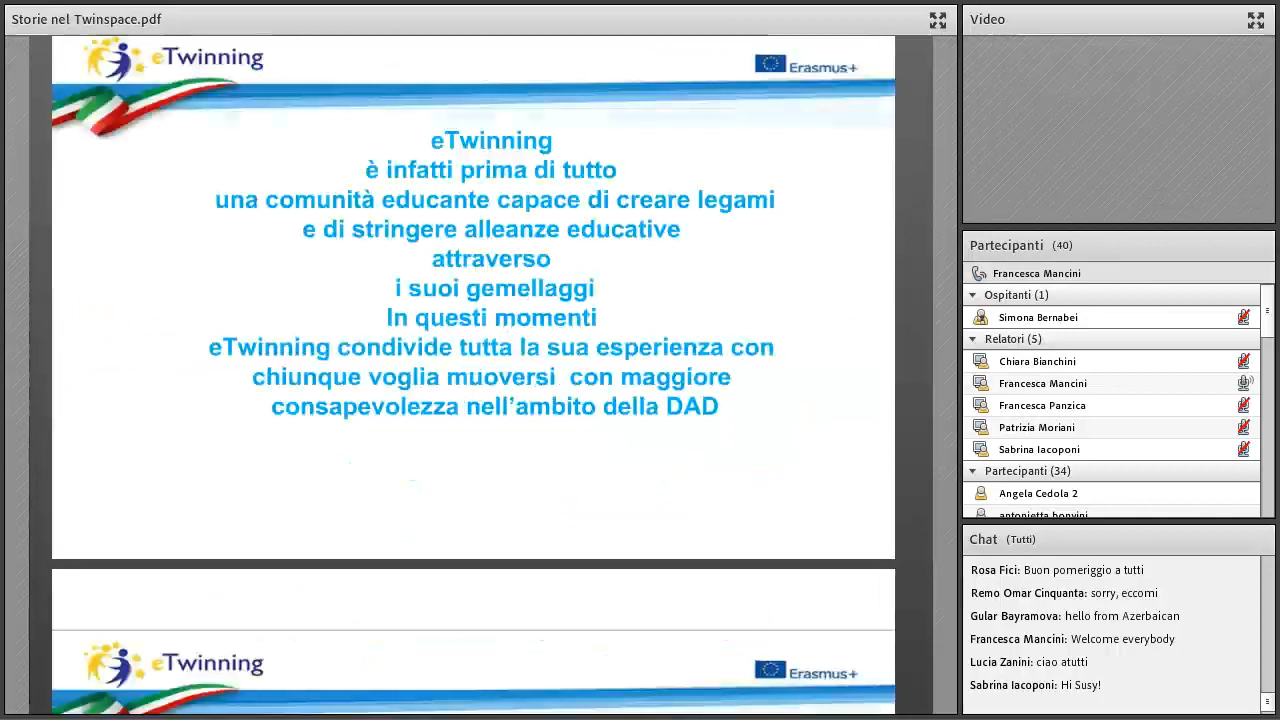 Storie nel Twinspace.pdf
eTwinning
Erasmus+
eTwinning
è infatti prima di tutto
una comunità educante capace di creare legami
e di stringere alleanze educative
attraverso
i suoi gemellaggi
In questi momenti
eTwinning condivide tutta la sua esperienza con
chiunque voglia muoversi con maggiore
consapevolezza nell’ambito della DAD
eTwinning
Erasmus+
Video
Partecipanti (40)
Francesca Mancini
Ospitanti (1)
Simona Bernabei
Relatori (5)
Chiara Bianchini
Francesca Mancini
Francesca Panzica
Patrizia Moriani
Sabrina Iacoponi
Partecipanti (34)
Angela Cedola 2
antonietta bonvini
Chat (Tutti)
Rosa Fici: Buon pomeriggio a tutti
Remo Omar Cinquanta: sorry, eccomi
Gular Bayramova: hello from Azerbaican
Francesca Mancini: Welcome everybody
Lucia Zanini: ciao atutti
Sabrina Iacoponi: Hi Susy!